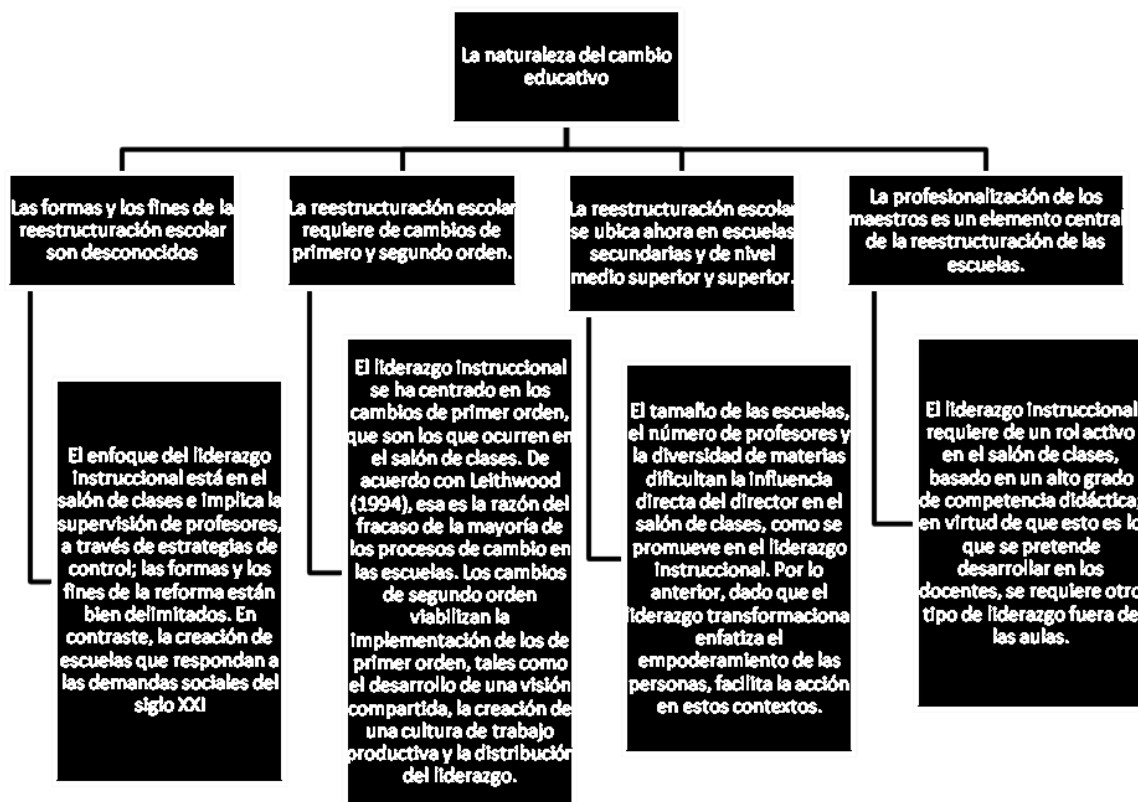 La naturaleza del cambio
educativo
Las formas y los fines de la
reestructuración escolar
son desconocidos
La reestructuración escolar
requiere de cambios de
primero y segundo orden.
La reestructuración escolar
se ubica ahora en escuelas
secundarias y de nivel
medio superior y superior.
La profesionalización de los
maestros es un elemento central
de la reestructuración de las
escuelas.
El enfoque del liderazgo
instruccional está en el
salón de clases e implica la
supervisión de profesores,
a través de estrategias de
control; las formas y los
fines de la reforma están
bien delimitados. En
contraste, la creación de
escuelas que respondan a
las demandas sociales del
siglo XXI
El liderazgo instruccional
se ha centrado en los
cambios de primer orden,
que son los que ocurren en
el salón de clases. De
acuerdo con Leithwood
(1994), esa es la razón del
fracaso de la mayoría de
los procesos de cambio en
las escuelas. Los cambios
de segundo orden
viabilizan la
implementación de los de
primer orden, tales como
el desarrollo de una visión
compartida, la creación de
una cultura de trabajo
productiva y la distribución
del liderazgo.
El tamaño de las escuelas,
el número de profesores y
la diversidad de materias
dificultan la influencia
directa del director en el
salón de clases, como se
promueve en el liderazgo
instruccional. Por lo
anterior, dado que el
liderazgo transformacional
enfatiza el
empoderamiento de las
personas, facilita la acción
en estos contextos.
El liderazgo instruccional
requiere de un rol activo
en el salón de clases,
basado en un alto grado
de competencia didáctica;
en virtud de que esto es lo
que se pretende
desarrollar en los
docentes, se requiere otro
tipo de liderazgo fuera de
las aulas.